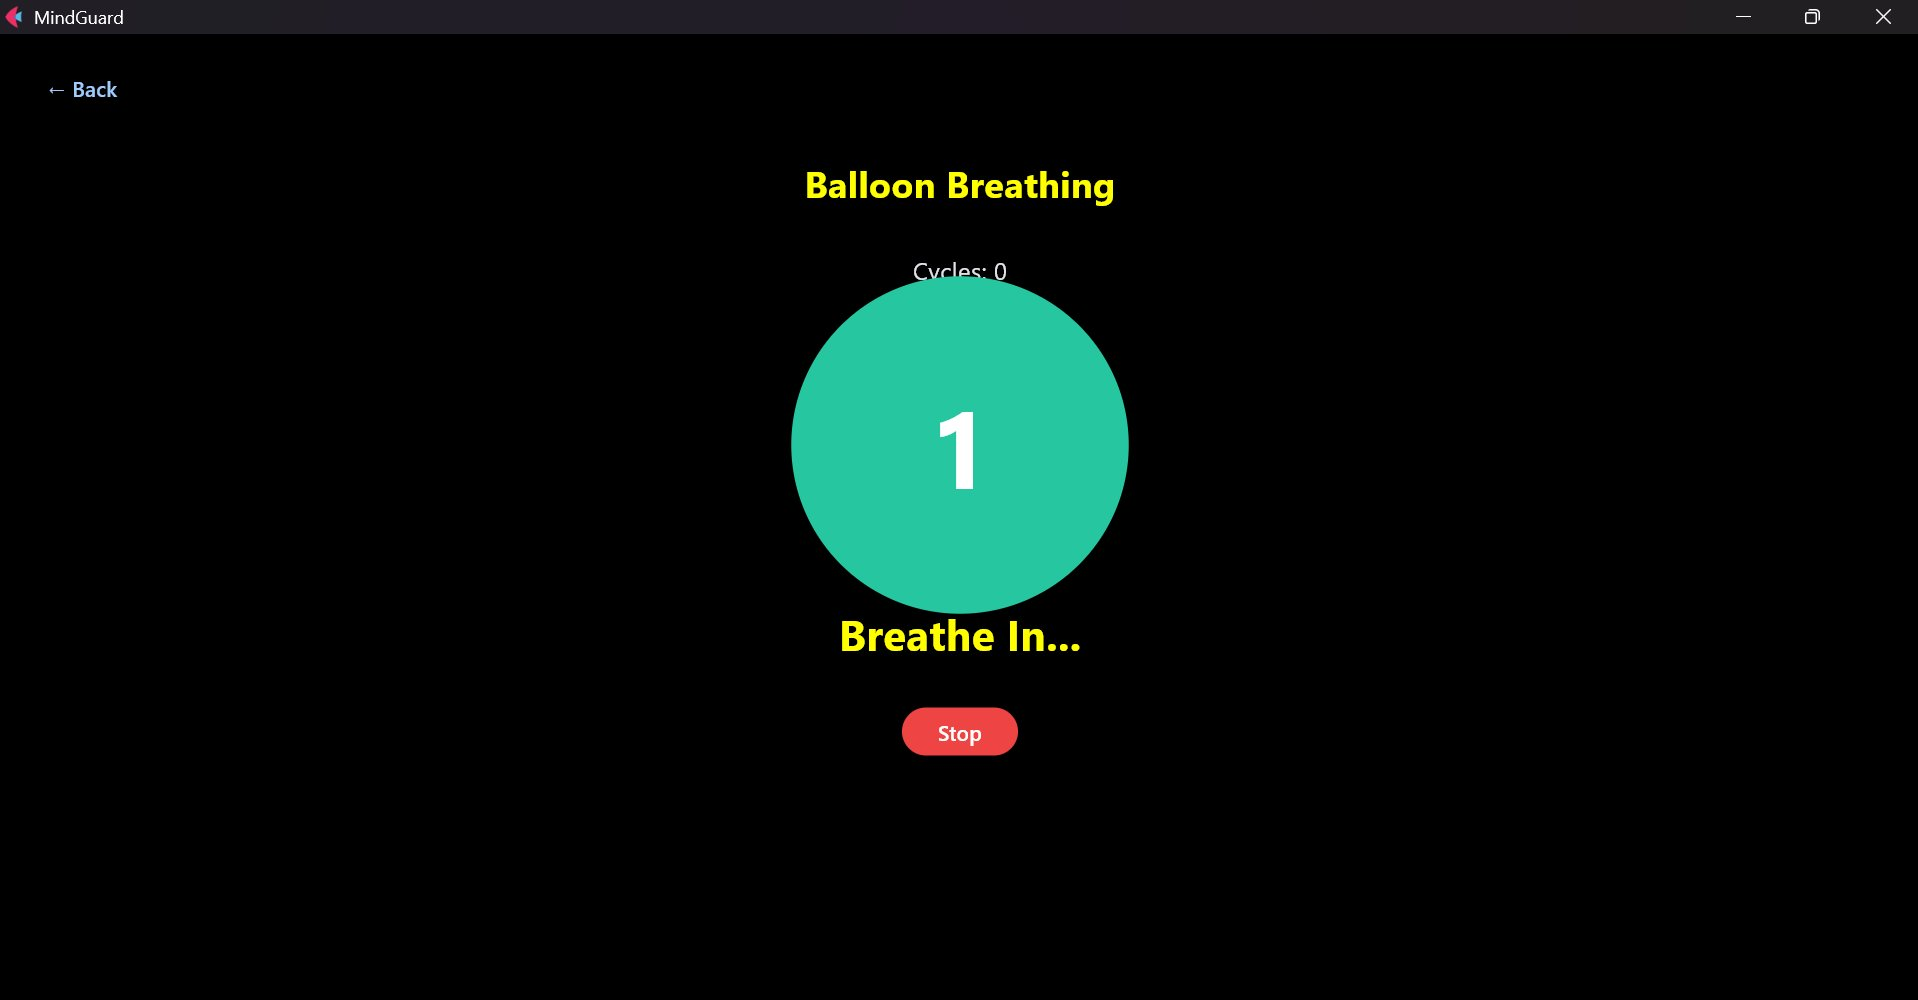 MindGuard
← Back
Balloon Breathing
Cycles: 0
1
Breathe In...
Stop